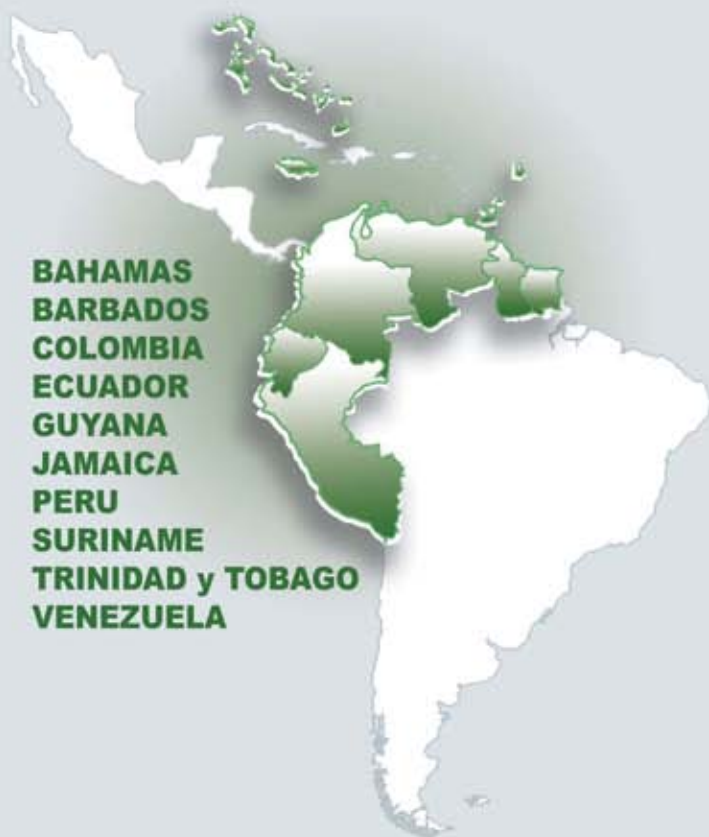 BAHAMAS
BARBADOS
COLOMBIA
ECUADOR
GUYANA
JAMAICA
PERU
SURINAME
TRINIDAD y TOBAGO
VENEZUELA